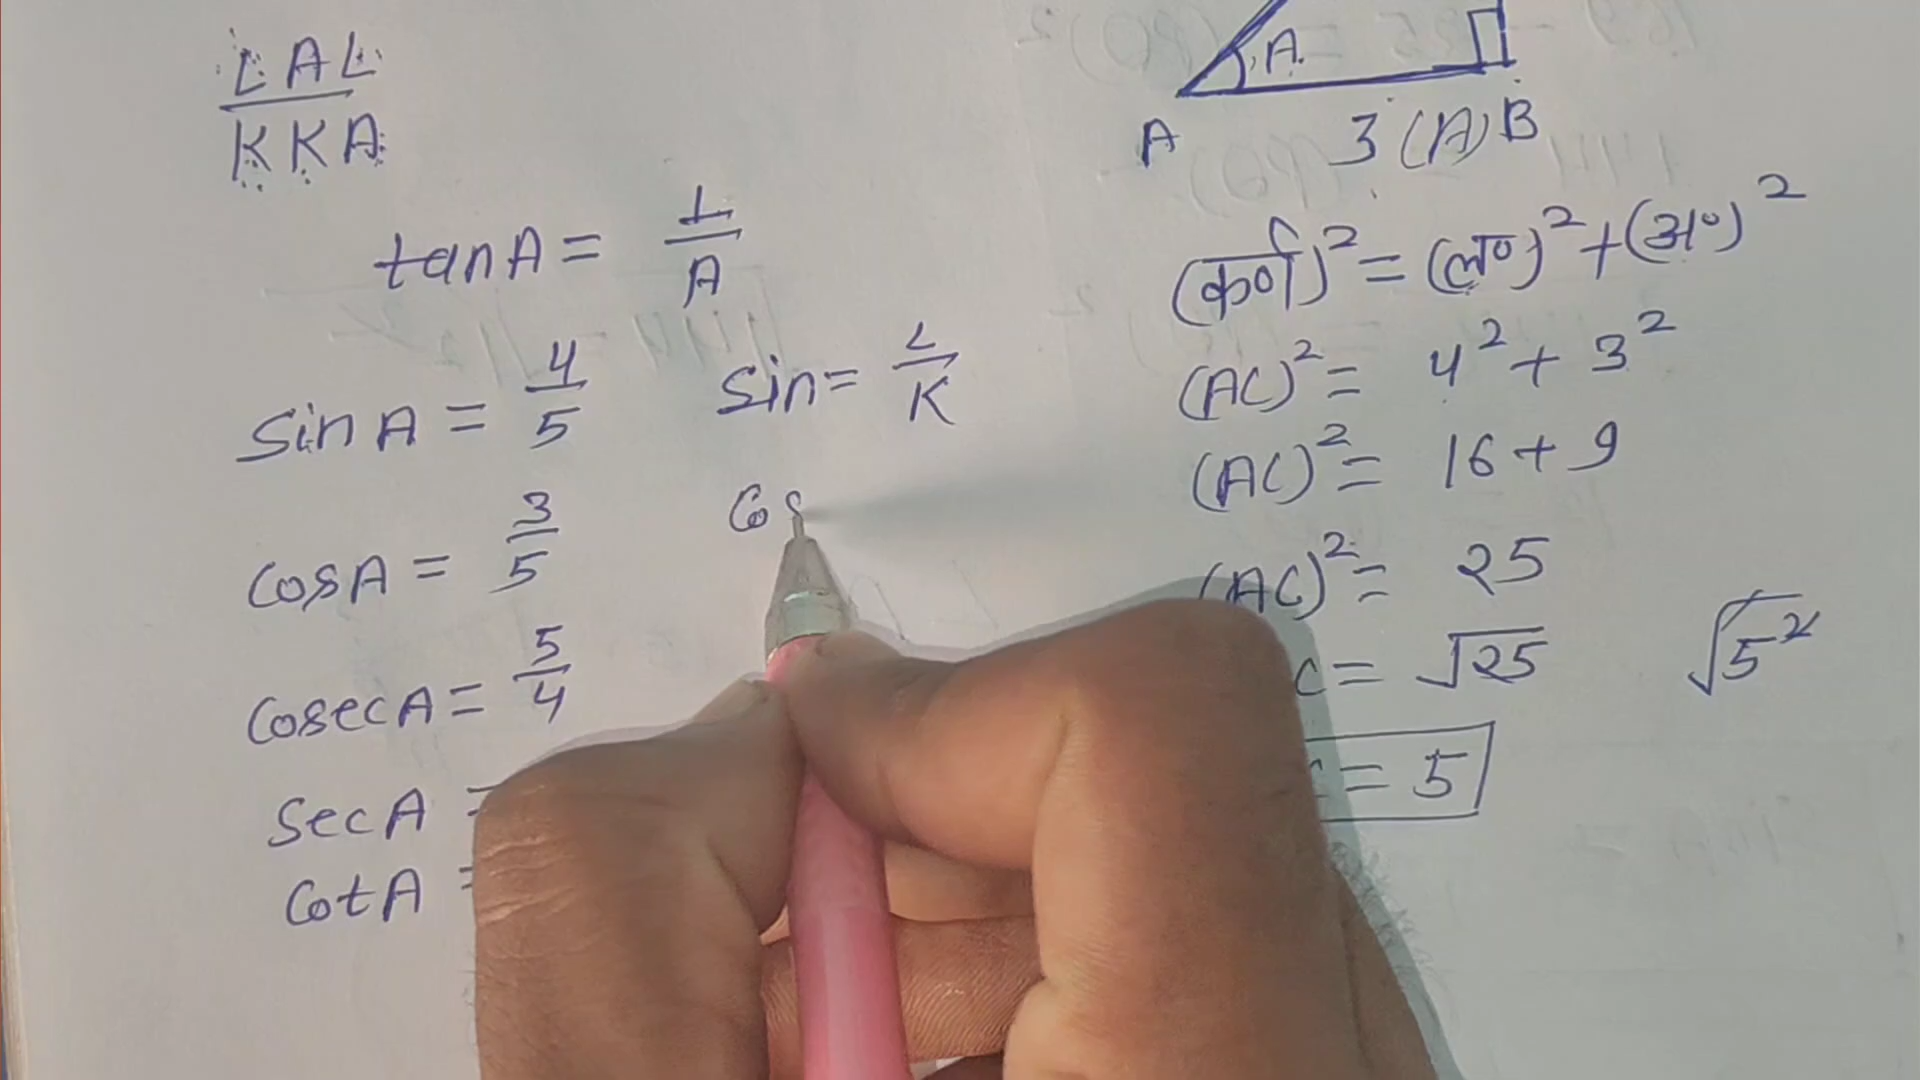 LAL
KKA
tanA = L/A
sinA = 4/5
sin = L/K
cosA = 3/5
Cos
cosecA = 5/4
secA =
cotA =
A.
A 3 (A) B
(कर्ण)² = (ल०)² + (आ०)²
(AC)² = 4² + 3²
(AC)² = 16 + 9
(AC)² = 25
c = √25 √5²
c = 5